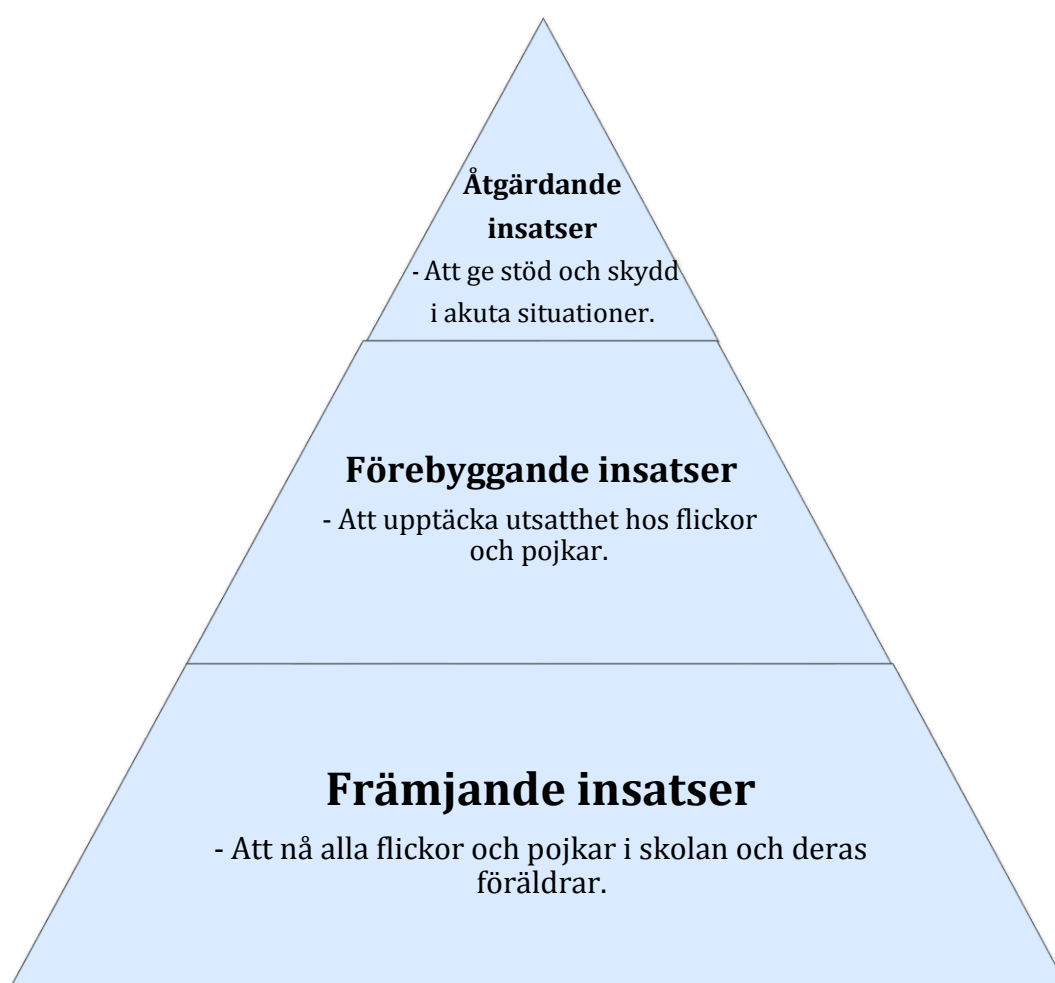 Åtgärdande
insatser
- Att ge stöd och skydd
i akuta situationer.
Förebyggande insatser
- Att upptäcka utsatthet hos flickor
och pojkar.
Främjande insatser
- Att nå alla flickor och pojkar i skolan och deras
föräldrar.